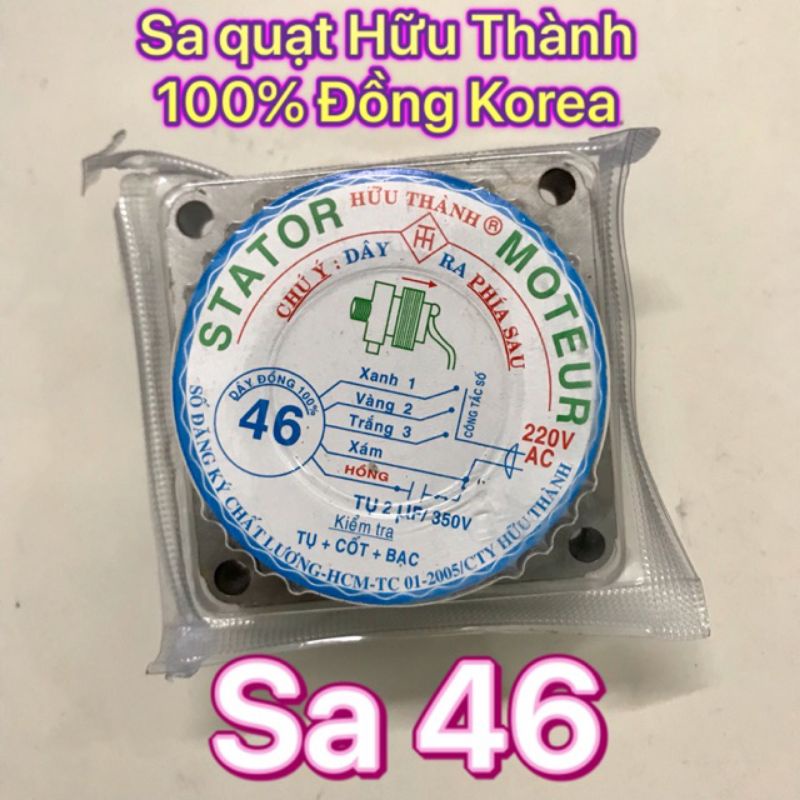 Sa quạt Hữu Thành
100% Đồng Korea
STATOR MOTEUR
HỮU THÀNH ®
TH
CHÚ Ý : DÂY RA PHÍA SAU
DÂY ĐỒNG 100%
46
Xanh 1
Vàng 2
Trắng 3
Xám
HỒNG
CÔNG TẮC SỐ
220V
AC
TỤ 2 µF/ 350V
Kiểm tra
TỤ + CỐT + BẠC
SỐ DĂNG KÝ CHẤT LƯỢNG-HCM-TC 01-2005/CTY HỮU THÀNH
Sa 46